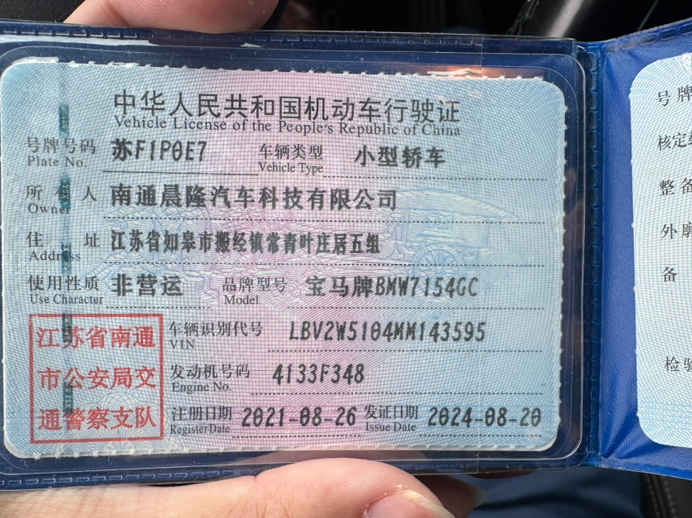 中华人民共和国机动车行驶证
Vehicle License of the People's Republic of China
号牌号码 苏F1P0E7 车辆类型 小型轿车
Plate No. Vehicle Type
所有人 南通晨隆汽车科技有限公司
Owner
住址 江苏省如皋市搬经镇常青叶庄居五组
Address
使用性质 非营运 品牌型号 宝马牌BMW7154GC
Use Character Model
江苏省南通
市公安局交
通警察支队
车辆识别代号 LBV2W5104MM143595
VIN
发动机号码 4133F348
Engine No.
注册日期 2021-08-26 发证日期 2024-08-20
Register Date Issue Date
号牌
核定
整备
外廓
备
检验